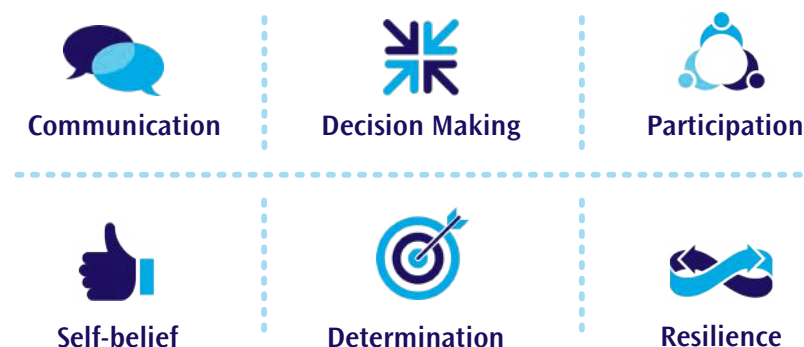 Communication
Decision Making
Participation
Self-belief
Determination
Resilience